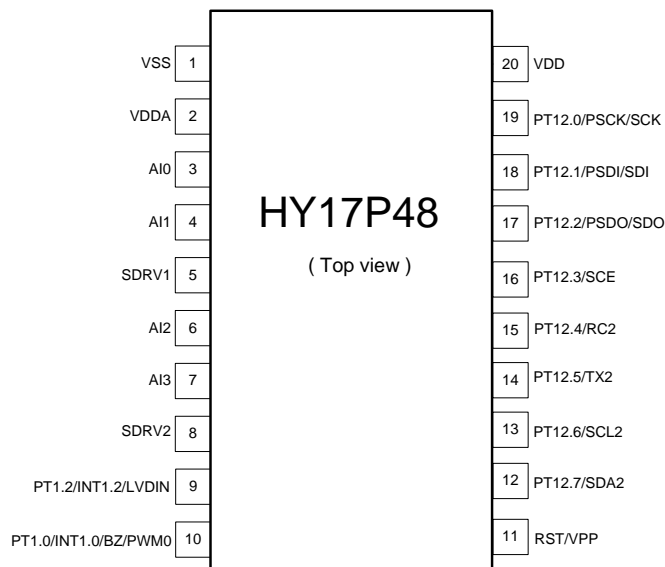 VSS 1
VDDA 2
AI0 3
AI1 4
SDRV1 5
AI2 6
AI3 7
SDRV2 8
PT1.2/INT1.2/LVDIN 9
PT1.0/INT1.0/BZ/PWM0 10
HY17P48
( Top view )
20 VDD
19 PT12.0/PSCK/SCK
18 PT12.1/PSDI/SDI
17 PT12.2/PSDO/SDO
16 PT12.3/SCE
15 PT12.4/RC2
14 PT12.5/TX2
13 PT12.6/SCL2
12 PT12.7/SDA2
11 RST/VPP